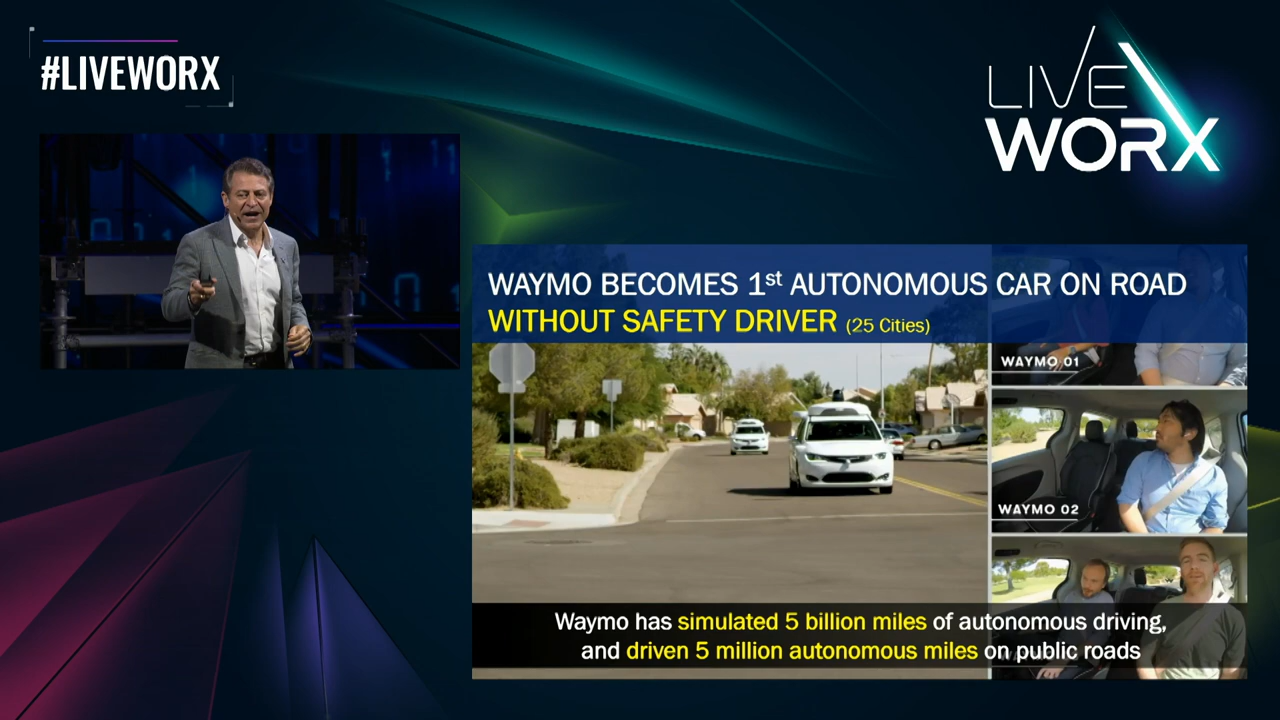 #LIVEWORX
LIVE
WORX
WAYMO BECOMES 1st AUTONOMOUS CAR ON ROAD
WITHOUT SAFETY DRIVER (25 Cities)
WAYMO 01
WAYMO 02
Waymo has simulated 5 billion miles of autonomous driving,
and driven 5 million autonomous miles on public roads